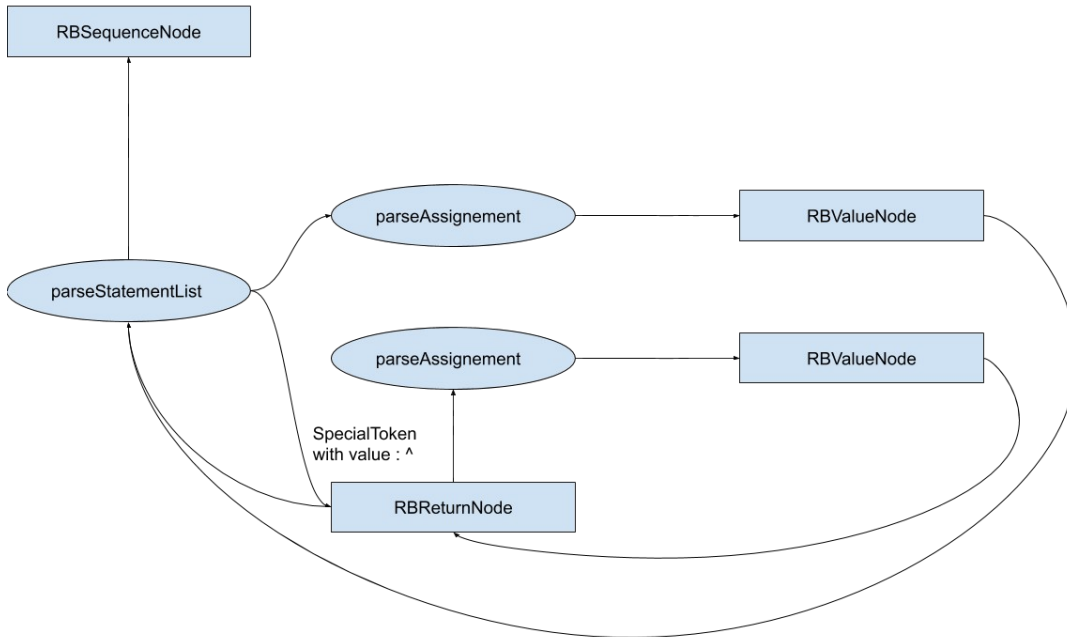 RBSequenceNode
parseAssignement
RBValueNode
parseStatementList
parseAssignement
RBValueNode
SpecialToken
with value : ^
RBReturnNode